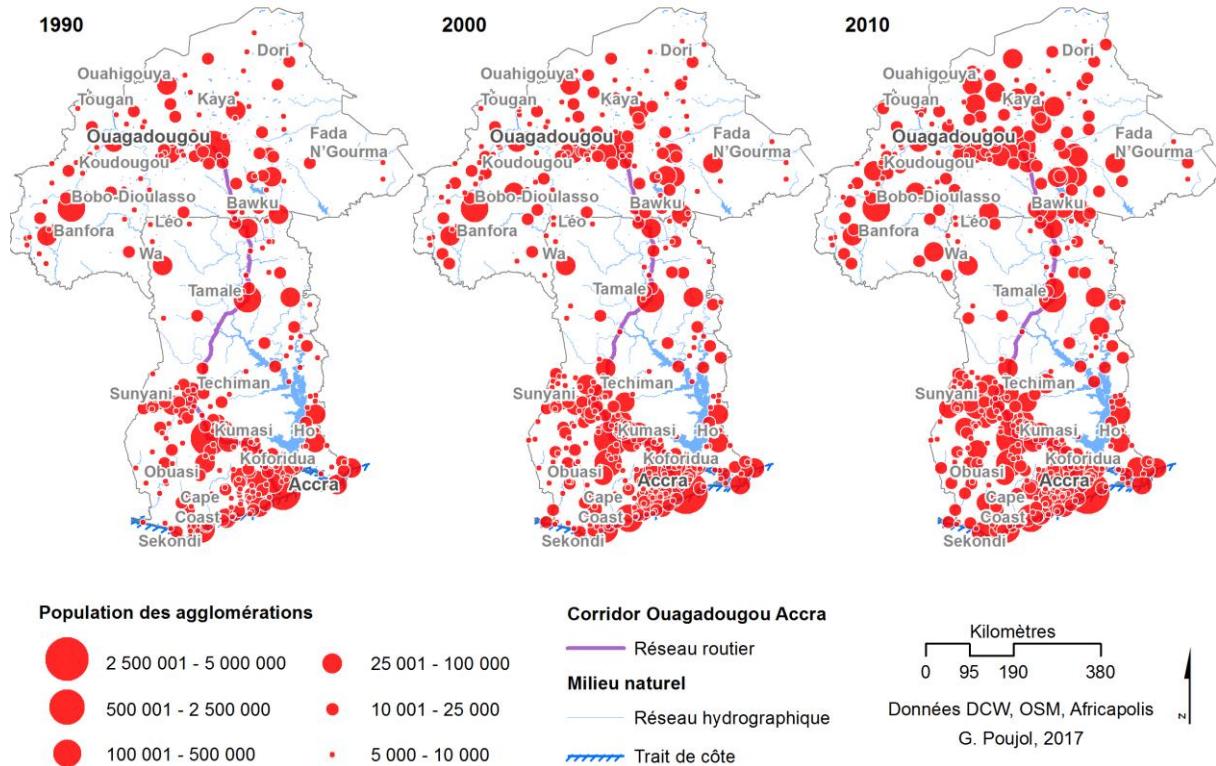 1990
Dori
Ouahigouya
Tougan
Kaya
Ouagadougou
Fada
N'Gourma
Koudougou
Bobo-Dioulasso
Bawku
Léo
Banfora
Wa
Tamale
Techiman
Sunyani
Kumasi
Ho
Koforidua
Obuasi
Accra
Cape
Coast
Sekondi
2000
Dori
Ouahigouya
Tougan
Kaya
Ouagadougou
Fada
N'Gourma
Koudougou
Bobo-Dioulasso
Bawku
Léo
Banfora
Wa
Tamale
Techiman
Sunyani
Kumasi
Ho
Koforidua
Obuasi
Accra
Cape
Coast
Sekondi
2010
Dori
Ouahigouya
Tougan
Kaya
Ouagadougou
Fada
N'Gourma
Koudougou
Bobo-Dioulasso
Bawku
Léo
Banfora
Wa
Tamale
Techiman
Sunyani
Kumasi
Ho
Koforidua
Obuasi
Accra
Cape
Coast
Sekondi
Population des agglomérations
2 500 001 - 5 000 000
500 001 - 2 500 000
100 001 - 500 000
25 001 - 100 000
10 001 - 25 000
5 000 - 10 000
Corridor Ouagadougou Accra
Réseau routier
Milieu naturel
Réseau hydrographique
Trait de côte
Kilomètres
0 95 190 380
Données DCW, OSM, Africapolis
G. Poujol, 2017
N